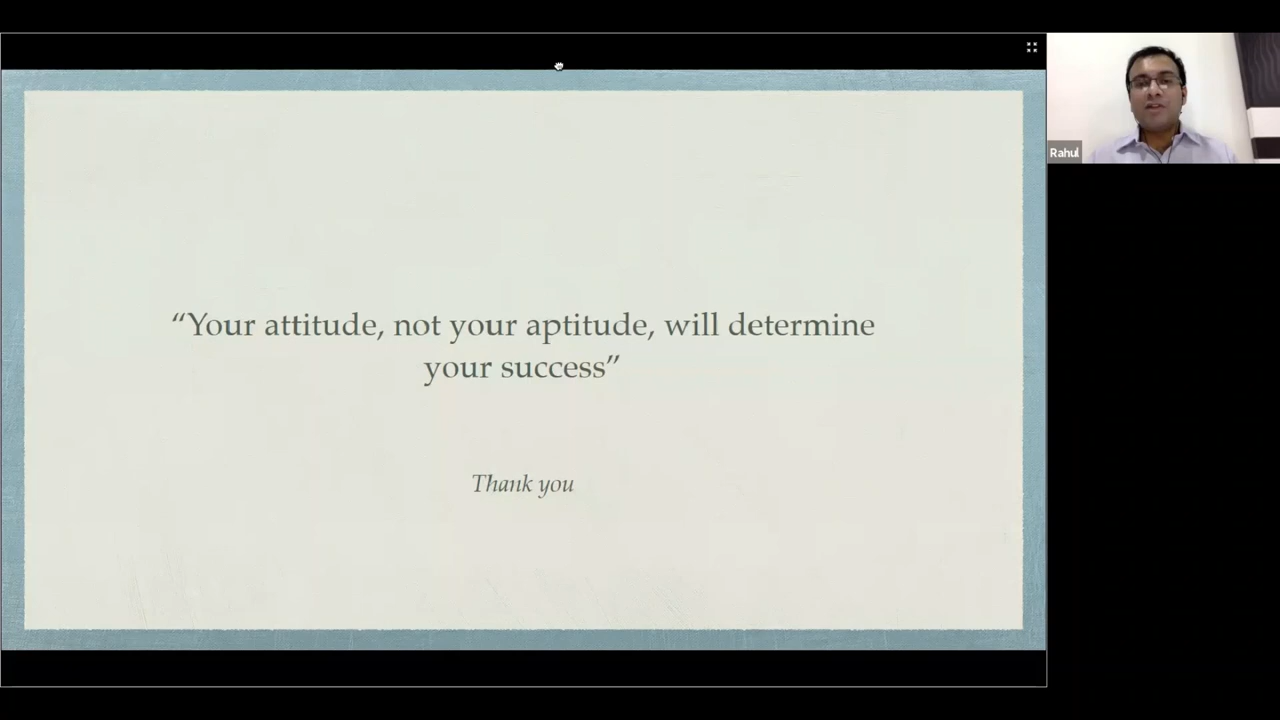 “Your attitude, not your aptitude, will determine
your success”
Thank you
Rahul